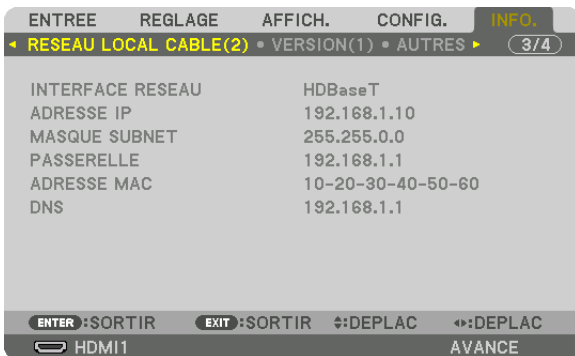 ENTREE REGLAGE AFFICH. CONFIG. INFO.
RESEAU LOCAL CABLE(2) • VERSION(1) • AUTRES 3/4
INTERFACE RESEAU HDBaseT
ADRESSE IP 192.168.1.10
MASQUE SUBNET 255.255.0.0
PASSERELLE 192.168.1.1
ADRESSE MAC 10-20-30-40-50-60
DNS 192.168.1.1
ENTER :SORTIR EXIT :SORTIR :DEPLAC :DEPLAC
HDMI1 AVANCE